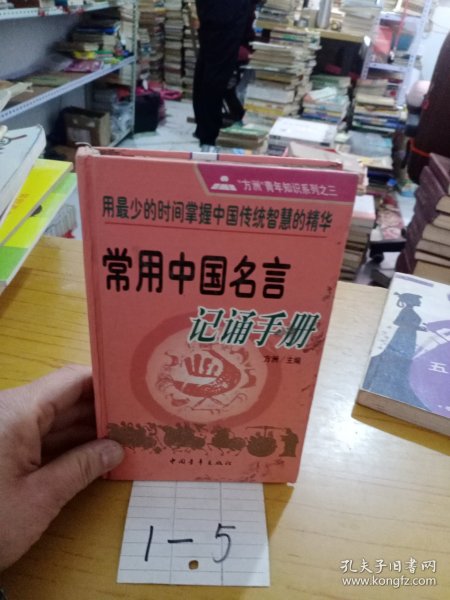 "方洲"青年知识系列之三
用最少的时间掌握中国传统智慧的精华
常用中国名言
记诵手册
方洲/主编
中国青年出版社
1-5
五
孔夫子旧书网
www.kongfz.com